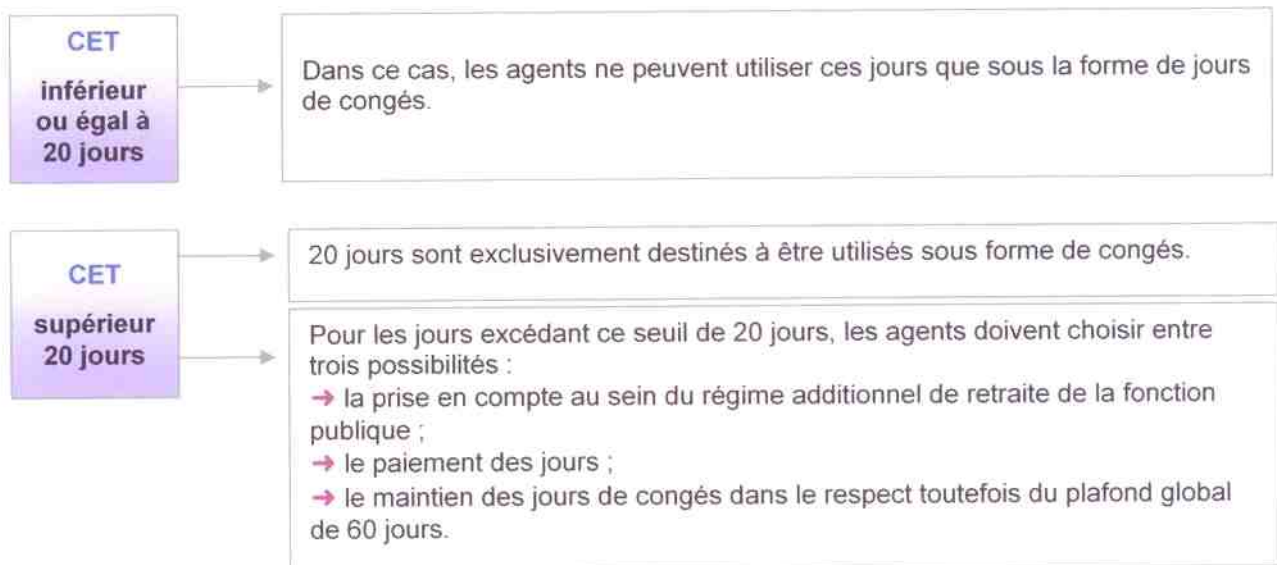 CET
inférieur
ou égal à
20 jours
Dans ce cas, les agents ne peuvent utiliser ces jours que sous la forme de jours
de congés.
CET
supérieur
20 jours
20 jours sont exclusivement destinés à être utilisés sous forme de congés.
Pour les jours excédant ce seuil de 20 jours, les agents doivent choisir entre
trois possibilités :
➔ la prise en compte au sein du régime additionnel de retraite de la fonction
publique ;
➔ le paiement des jours ;
➔ le maintien des jours de congés dans le respect toutefois du plafond global
de 60 jours.